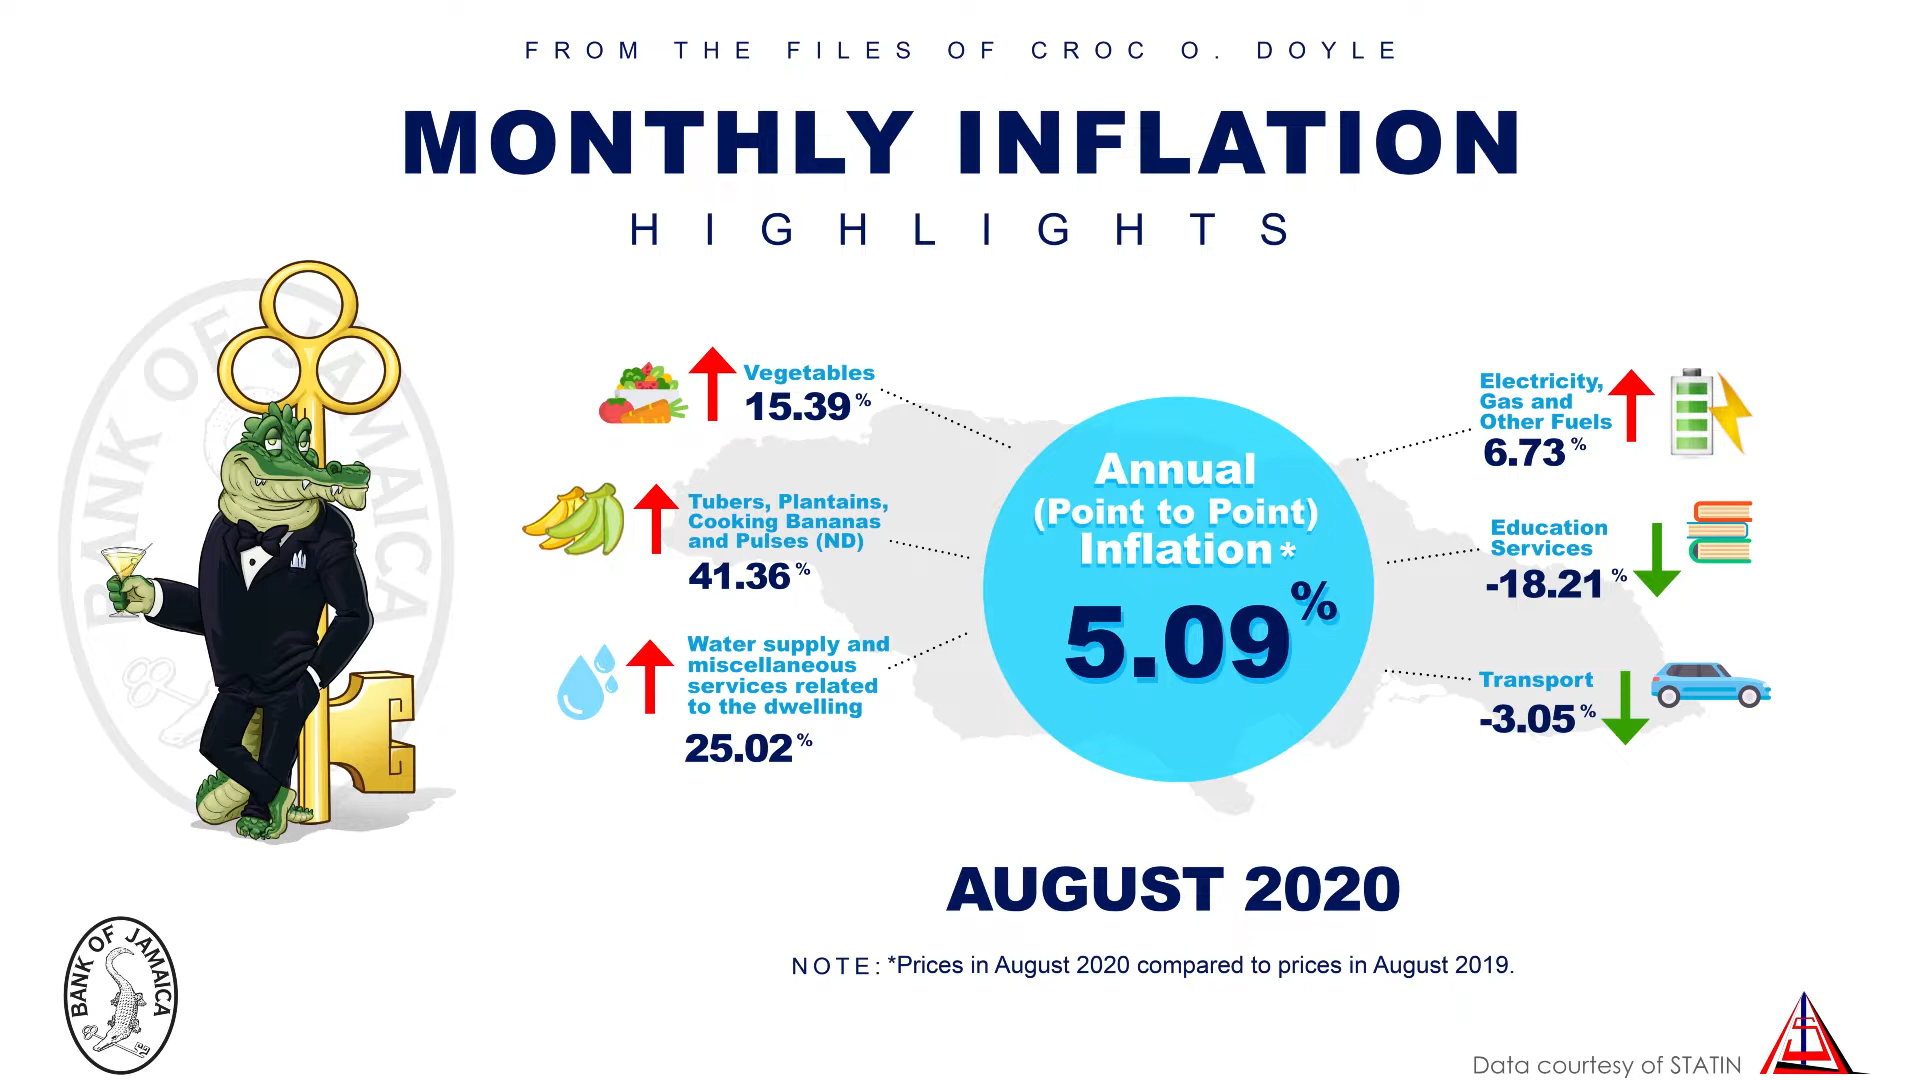 FROM THE FILES OF CROC O. DOYLE
MONTHLY INFLATION
HIGHLIGHTS
BANK OF JAMAICA
Vegetables
15.39%
Tubers, Plantains,
Cooking Bananas
and Pulses (ND)
41.36%
Water supply and
miscellaneous
services related
to the dwelling
25.02%
Annual
(Point to Point)
Inflation*
5.09%
Electricity,
Gas and
Other Fuels
6.73%
Education
Services
-18.21%
Transport
-3.05%
AUGUST 2020
NOTE: *Prices in August 2020 compared to prices in August 2019.
BANK OF JAMAICA
Data courtesy of STATIN